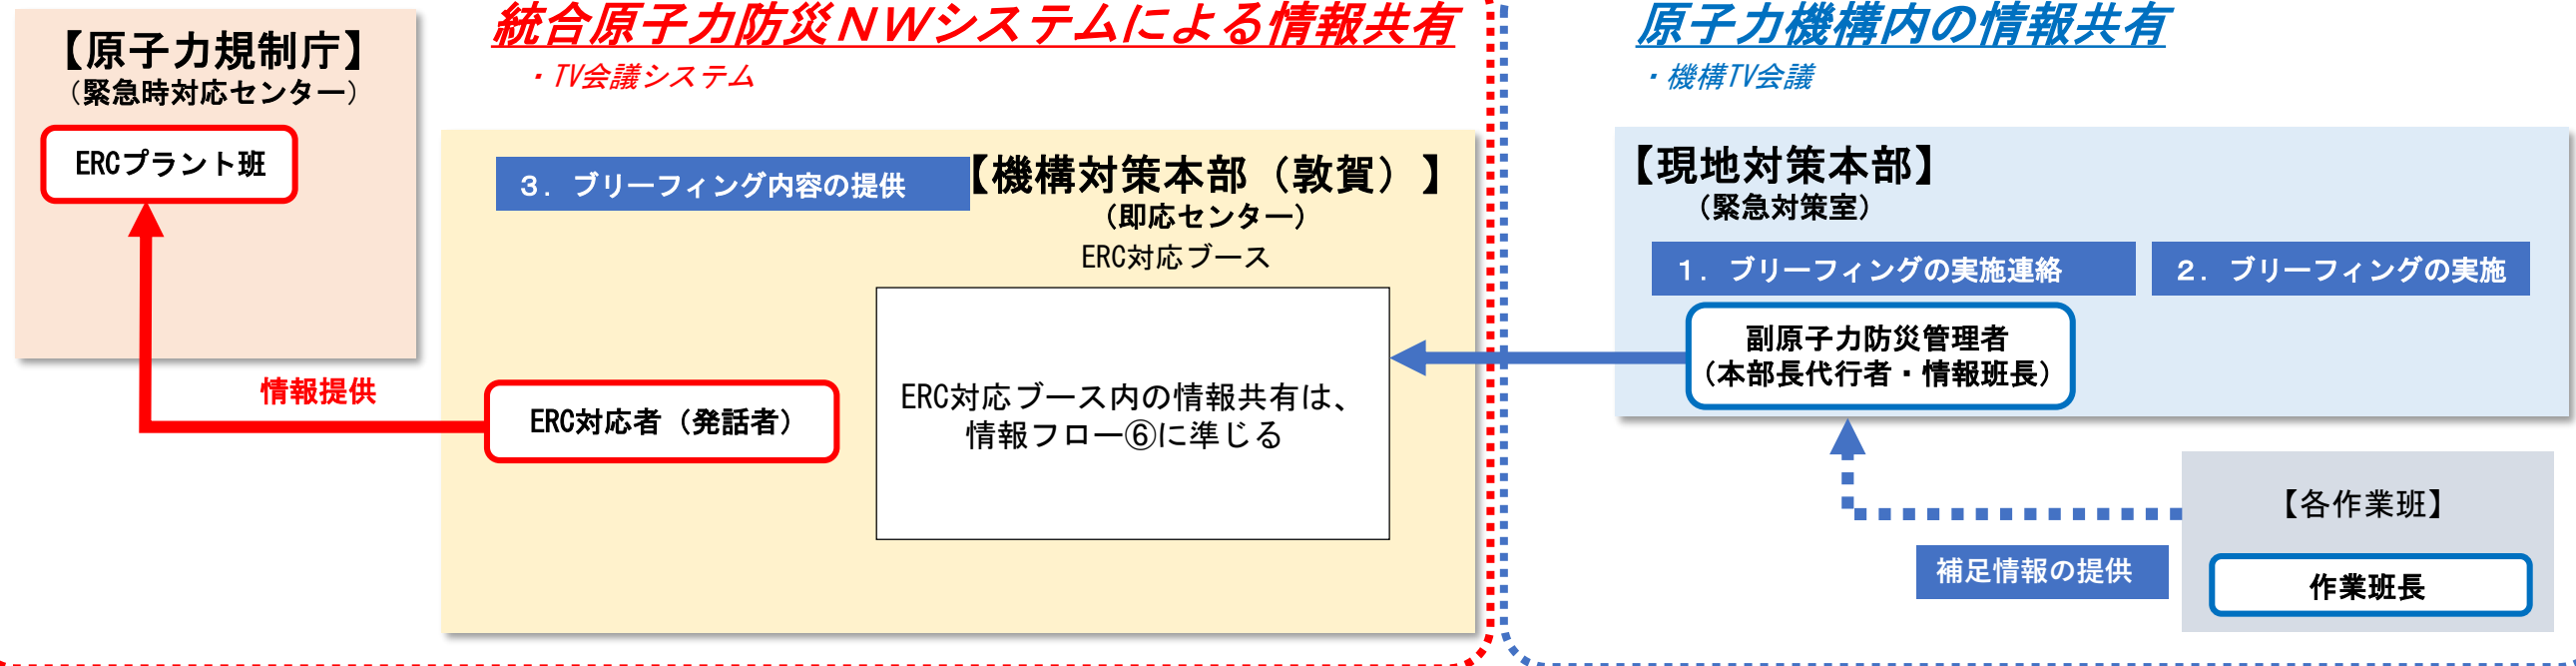 【原子力規制庁】
（緊急時対応センター）
ERCプラント班
情報提供
統合原子力防災ＮＷシステムによる情報共有
・TV会議システム
３．ブリーフィング内容の提供
【機構対策本部（敦賀）】
（即応センター）
ERC対応ブース
ERC対応ブース内の情報共有は、
情報フロー⑥に準じる
ERC対応者（発話者）
原子力機構内の情報共有
・機構TV会議
【現地対策本部】
（緊急対策室）
１．ブリーフィングの実施連絡
２．ブリーフィングの実施
副原子力防災管理者
（本部長代行者・情報班長）
【各作業班】
補足情報の提供
作業班長